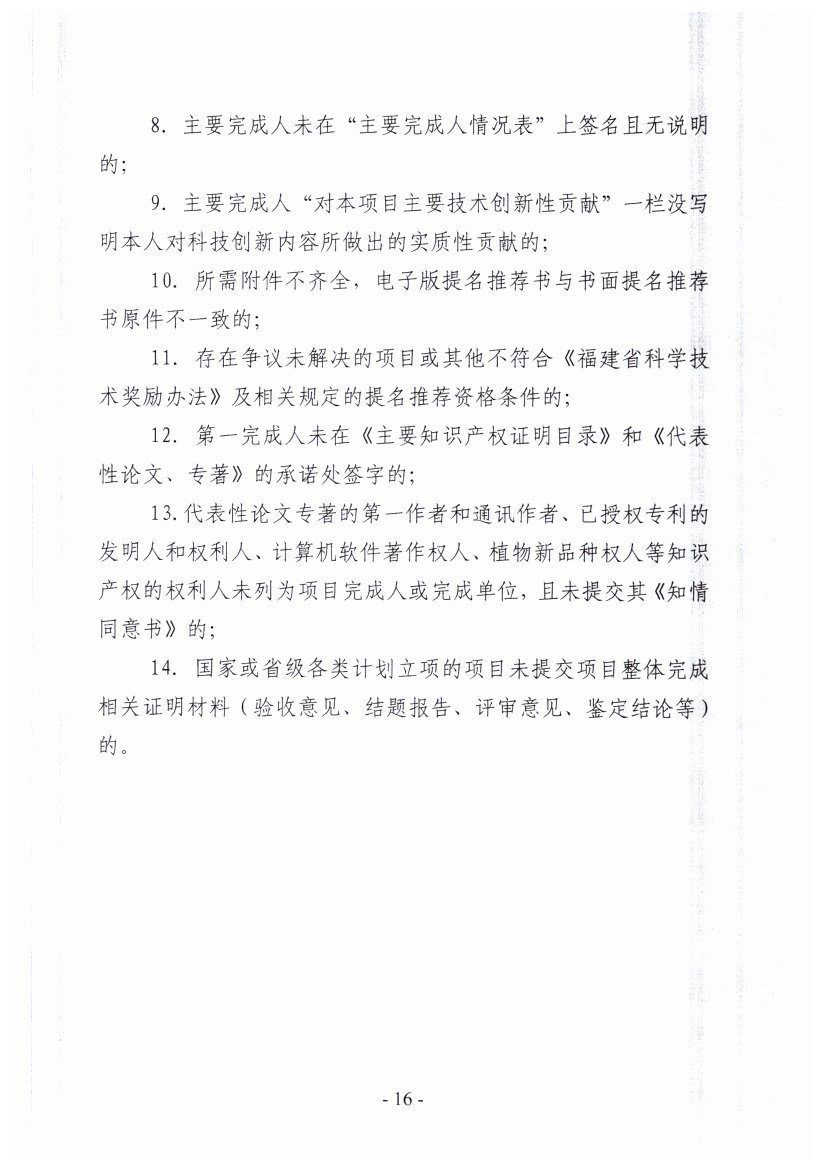 8. 主要完成人未在“主要完成人情况表”上签名且无说明
的；
9. 主要完成人“对本项目主要技术创新性贡献”一栏没写
明本人对科技创新内容所做出的实质性贡献的；
10. 所需附件不齐全，电子版提名推荐书与书面提名推荐
书原件不一致的；
11. 存在争议未解决的项目或其他不符合《福建省科学技
术奖励办法》及相关规定的提名推荐资格条件的；
12. 第一完成人未在《主要知识产权证明目录》和《代表
性论文、专著》的承诺处签字的；
13.代表性论文专著的第一作者和通讯作者、已授权专利的
发明人和权利人、计算机软件著作权人、植物新品种权人等知识
产权的权利人未列为项目完成人或完成单位，且未提交其《知情
同意书》的；
14. 国家或省级各类计划立项的项目未提交项目整体完成
相关证明材料（验收意见、结题报告、评审意见、鉴定结论等）
的。
- 16 -